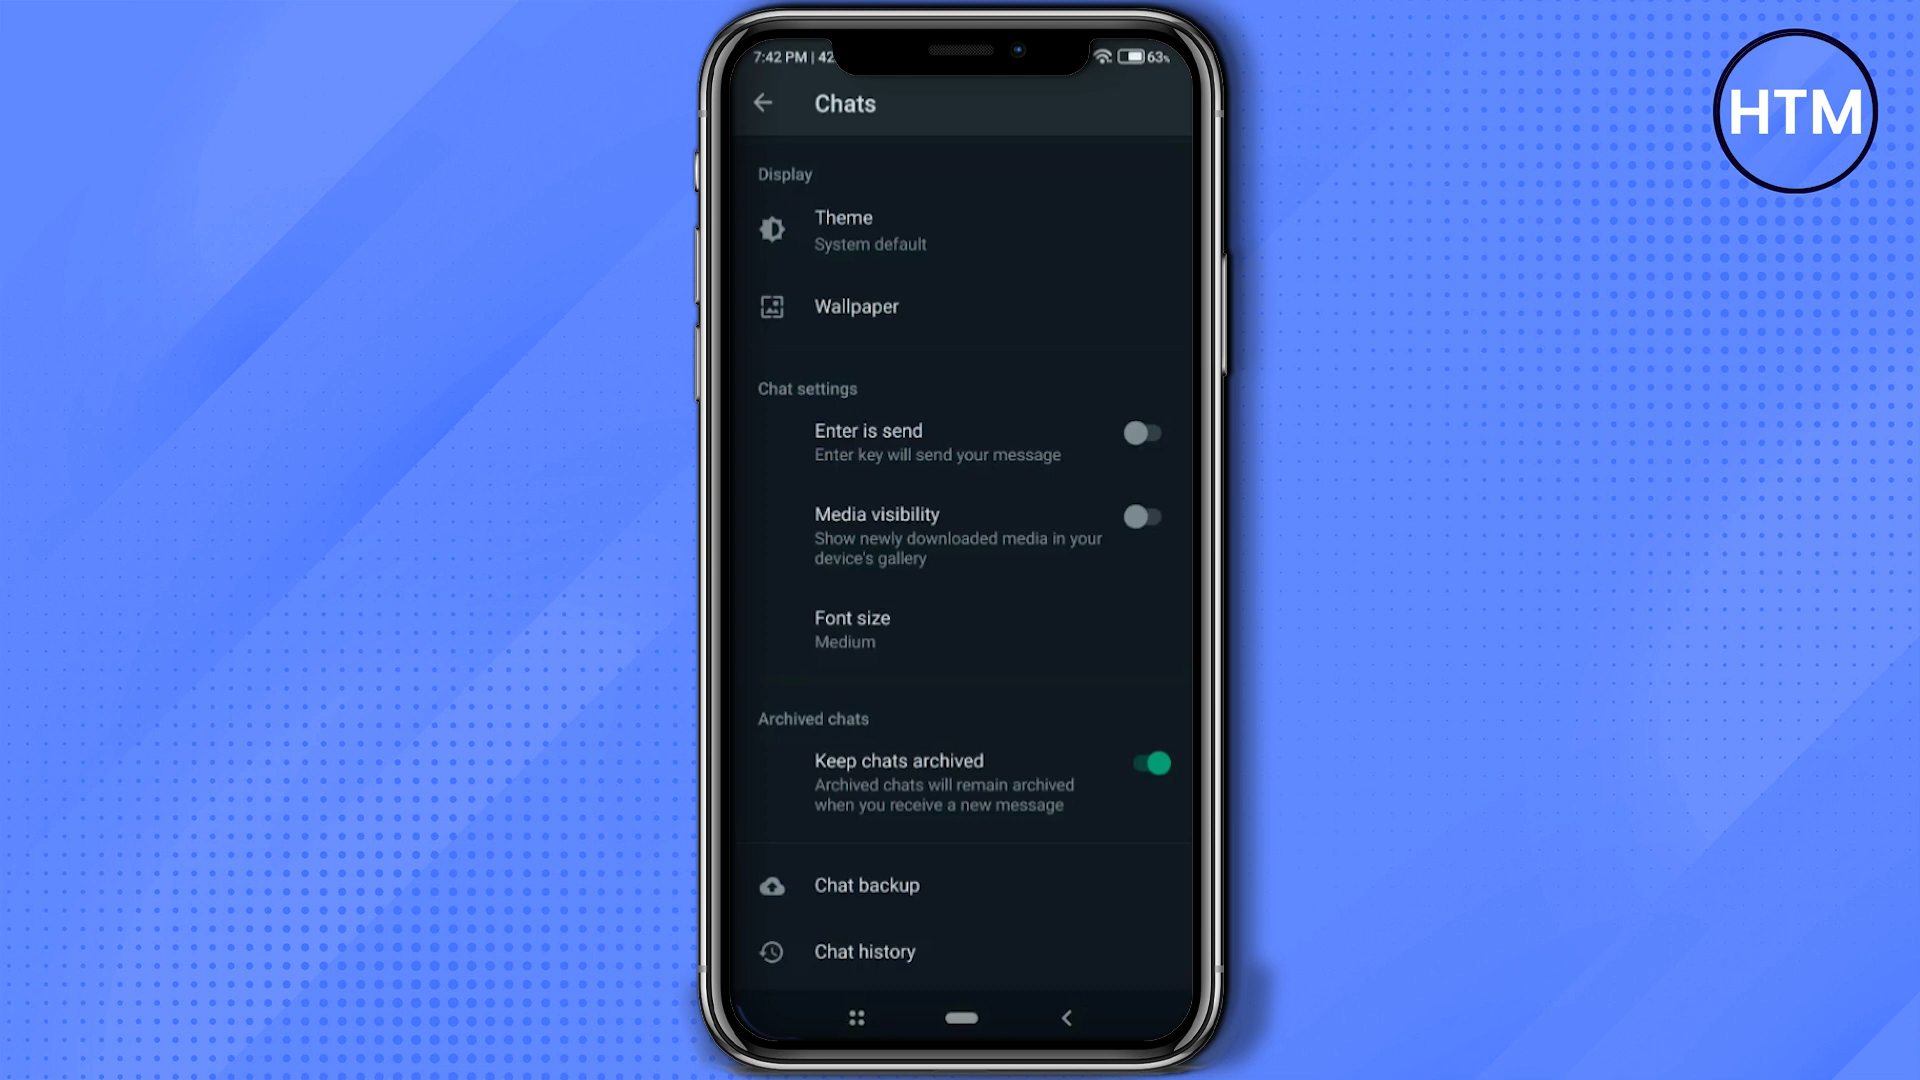 HTM
7:42 PM | 42
63%
Chats
Display
Theme
System default
Wallpaper
Chat settings
Enter is send
Enter key will send your message
Media visibility
Show newly downloaded media in your
device's gallery
Font size
Medium
Archived chats
Keep chats archived
Archived chats will remain archived
when you receive a new message
Chat backup
Chat history